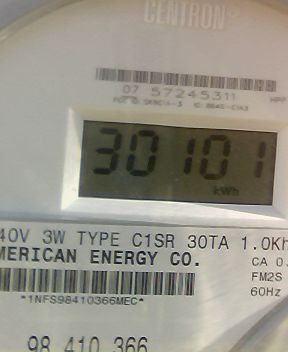 CENTRON®
07 57245311
30101
kWh
40V 3W TYPE C1SR 30TA 1.0Kh
MERICAN ENERGY CO.
CA 0.
*1NFS98410366MEC*
FM2S
60Hz
98 410 366